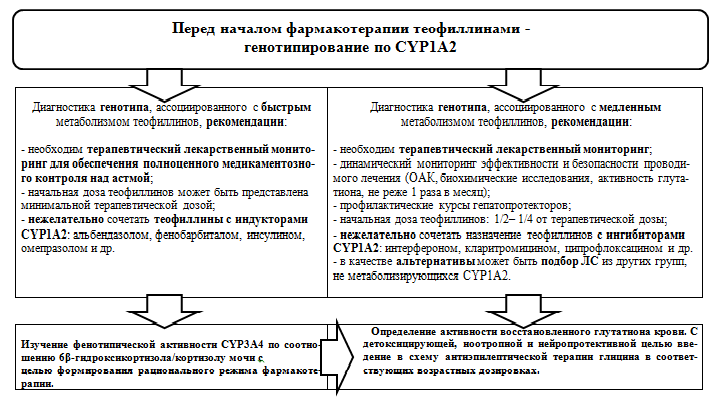 Перед началом фармакотерапии теофиллинами -
генотипирование по CYP1A2
Диагностика генотипа, ассоциированного с быстрым
метаболизмом теофиллинов, рекомендации:
- необходим терапевтический лекарственный монито-
ринг для обеспечения полноценного медикаментозно-
го контроля над астмой;
- начальная доза теофиллинов может быть представлена
минимальной терапевтической дозой;
- нежелательно сочетать теофиллины с индукторами
CYP1A2: альбендазолом, фенобарбиталом, инсулином,
омепразолом и др.
Диагностика генотипа, ассоциированного с медленным
метаболизмом теофиллинов, рекомендации:
- необходим терапевтический лекарственный мониторинг;
- динамический мониторинг эффективности и безопасности проводи-
мого лечения (ОАК, биохимические исследования, активность глута-
тиона, не реже 1 раза в месяц);
- профилактические курсы гепатопротекторов;
- начальная доза теофиллинов: 1/2– 1/4 от терапевтической дозы;
- нежелательно сочетать назначение теофиллинов с ингибиторами
CYP1A2: интерфероном, кларитромицином, ципрофлоксацином и др.
- в качестве альтернативы может быть подбор ЛС из других групп,
не метаболизирующихся CYP1A2.
Изучение фенотипической активности CYP3A4 по соотно-
шению 6β-гидроксикортизола/кортизолу мочи с
целью формирования рационального режима фармакоте-
рапии.
Определение активности восстановленного глутатиона крови. С
детоксицирующей, ноотропной и нейропротективной целью вве-
дение в схему антиэпилептической терапии глицина в соответ-
ствующих возрастных дозировках.